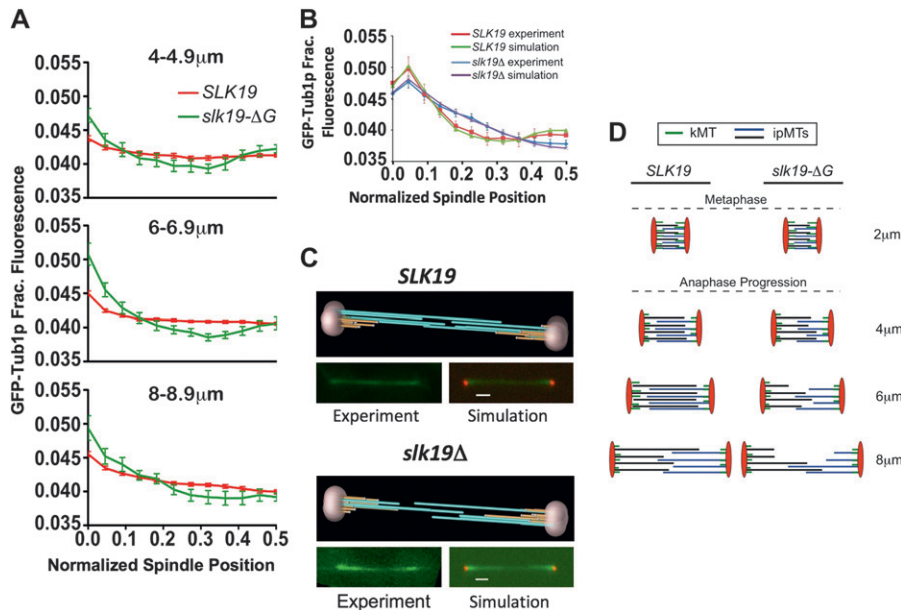 A
4-4.9μm
SLK19
slk19-ΔG
0.055
0.050
0.045
0.040
0.035
6-6.9μm
0.055
0.050
0.045
0.040
0.035
8-8.9μm
0.055
0.050
0.045
0.040
0.035
GFP-Tub1p Frac. Fluorescence
0.0 0.1 0.2 0.3 0.4 0.5
Normalized Spindle Position
B
SLK19 experiment
SLK19 simulation
slk19Δ experiment
slk19Δ simulation
GFP-Tub1p Frac.
Fluorescence
0.055
0.050
0.045
0.040
0.035
0.0 0.1 0.2 0.3 0.4 0.5
Normalized Spindle Position
C
SLK19
Experiment Simulation
slk19Δ
Experiment Simulation
D
kMT ipMTs
SLK19 slk19-ΔG
Metaphase
2μm
Anaphase Progression
4μm
6μm
8μm